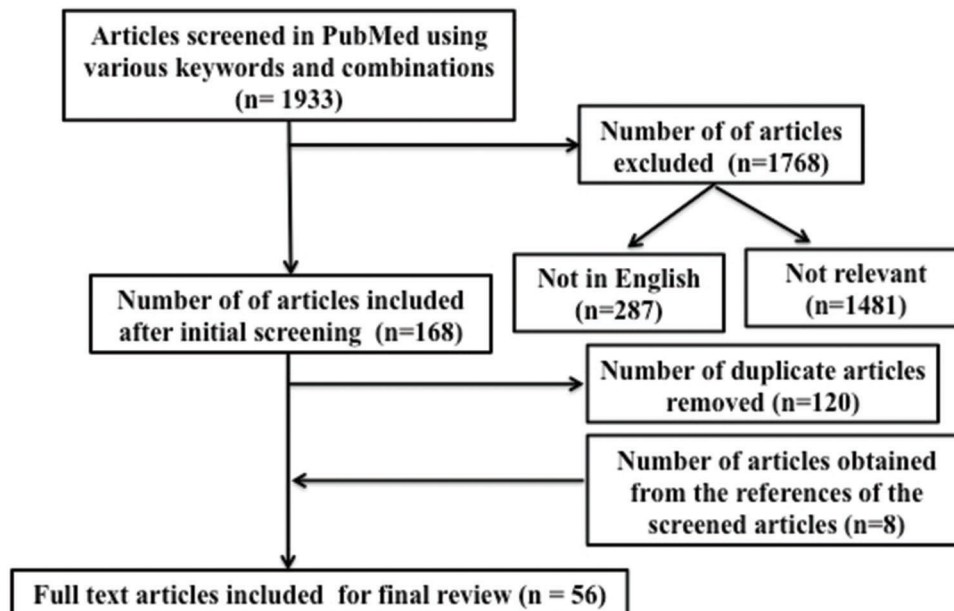 Articles screened in PubMed using
various keywords and combinations
(n= 1933)
Number of of articles
excluded (n=1768)
Not in English
(n=287)
Not relevant
(n=1481)
Number of of articles included
after initial screening (n=168)
Number of duplicate articles
removed (n=120)
Number of articles obtained
from the references of the
screened articles (n=8)
Full text articles included for final review (n = 56)